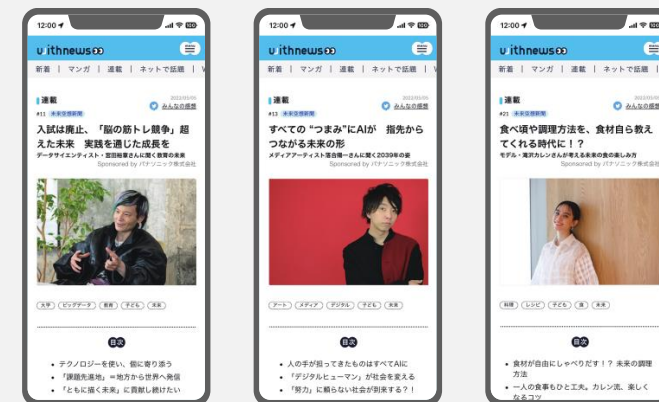 12:00
withnews
新着 | マンガ | 連載 | ネットで話題 |
連載
#11 未来空想新聞
みんなの感想
入試は廃止、「脳の筋トレ競争」超
えた未来 実践を通じた成長を
データサイエンティスト・宮田裕章さんに聞く教育の未来
Sponsored by パナソニック株式会社
大学 ビッグデータ 教育 子ども 未来
目次
• テクノロジーを使い、個に寄り添う
• 「課題先進地」＝地方から世界へ発信
• 「ともに描く未来」に貢献し続けたい
12:00
withnews
新着 | マンガ | 連載 | ネットで話題 |
連載
#13 未来空想新聞
みんなの感想
すべての “つまみ”にAIが 指先から
つながる未来の形
メディアアーティスト落合陽一さんに聞く2039年の姿
Sponsored by パナソニック株式会社
アート メディア デジタル 子ども 未来
目次
• 人の手が担ってきたものはすべてAIに
• 「デジタルヒューマン」が社会を変える
• 「努力」に頼らない社会が到来する？！
12:00
withnews
新着 | マンガ | 連載 | ネットで話題 |
連載
#21 未来空想新聞
みんなの感想
食べ頃や調理方法を、食材自ら教え
てくれる時代に！？
モデル・滝沢カレンさんが考える未来の食の楽しみ方
Sponsored by パナソニック株式会社
料理 レシピ 子ども 食 未来
目次
• 食材が自由にしゃべりだす！？ 未来の調理
方法
• 一人の食事もひと工夫。カレン流、楽しく
なるコツ